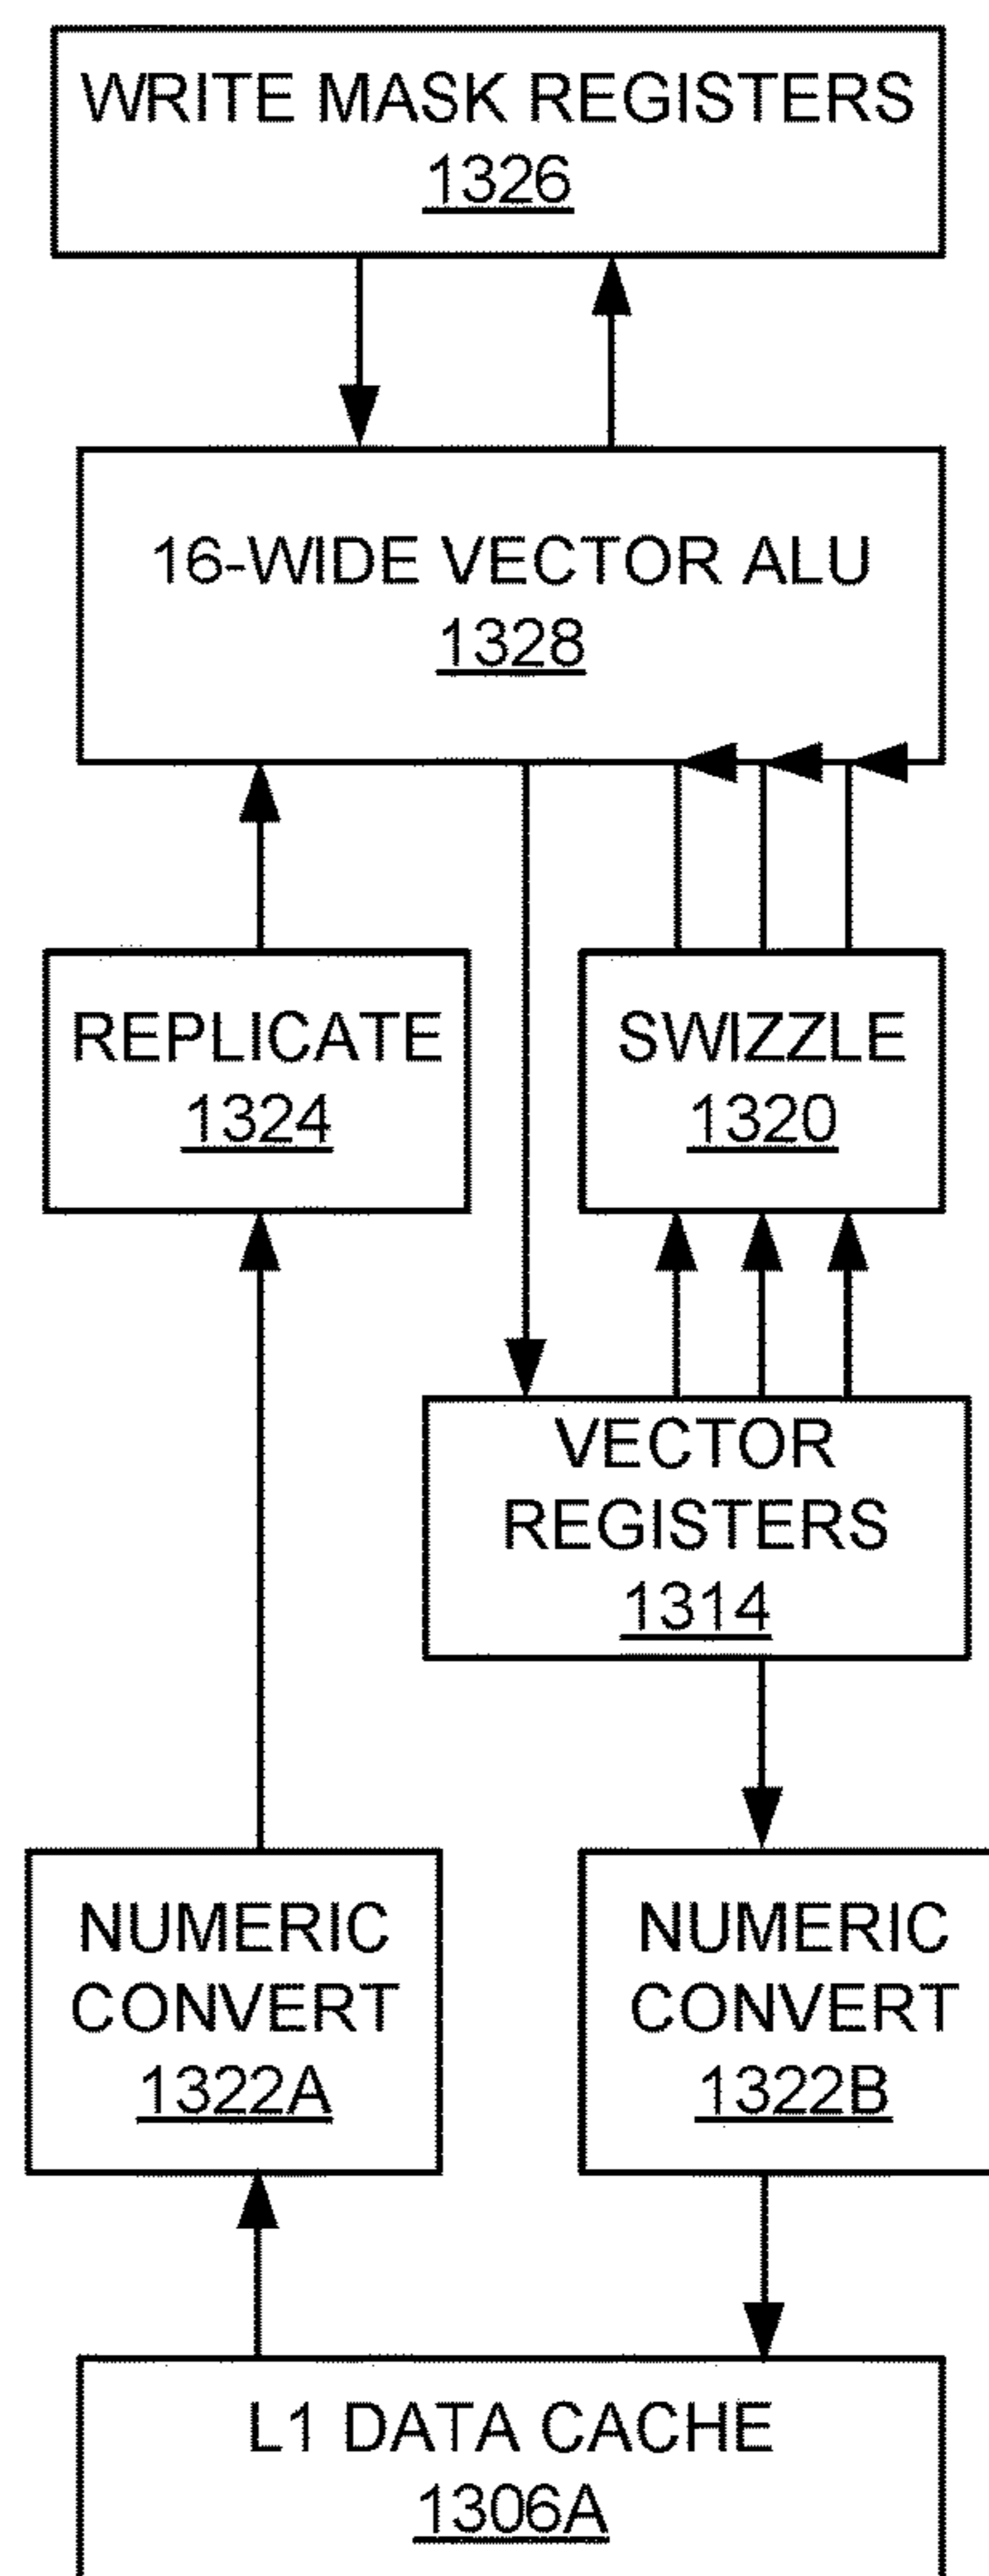 WRITE MASK REGISTERS
1326
16-WIDE VECTOR ALU
1328
REPLICATE
1324
SWIZZLE
1320
VECTOR
REGISTERS
1314
NUMERIC
CONVERT
1322A
NUMERIC
CONVERT
1322B
L1 DATA CACHE
1306A